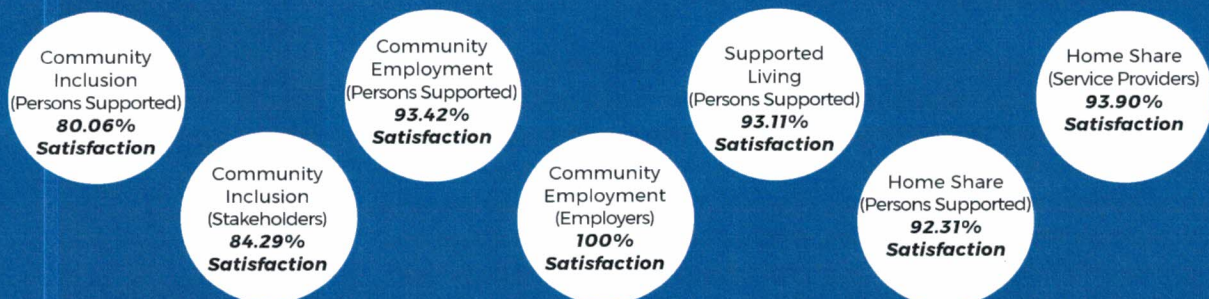 Community
Inclusion
(Persons Supported)
80.06%
Satisfaction
Community
Inclusion
(Stakeholders)
84.29%
Satisfaction
Community
Employment
(Persons Supported)
93.42%
Satisfaction
Community
Employment
(Employers)
100%
Satisfaction
Supported
Living
(Persons Supported)
93.11%
Satisfaction
Home Share
(Persons Supported)
92.31%
Satisfaction
Home Share
(Service Providers)
93.90%
Satisfaction